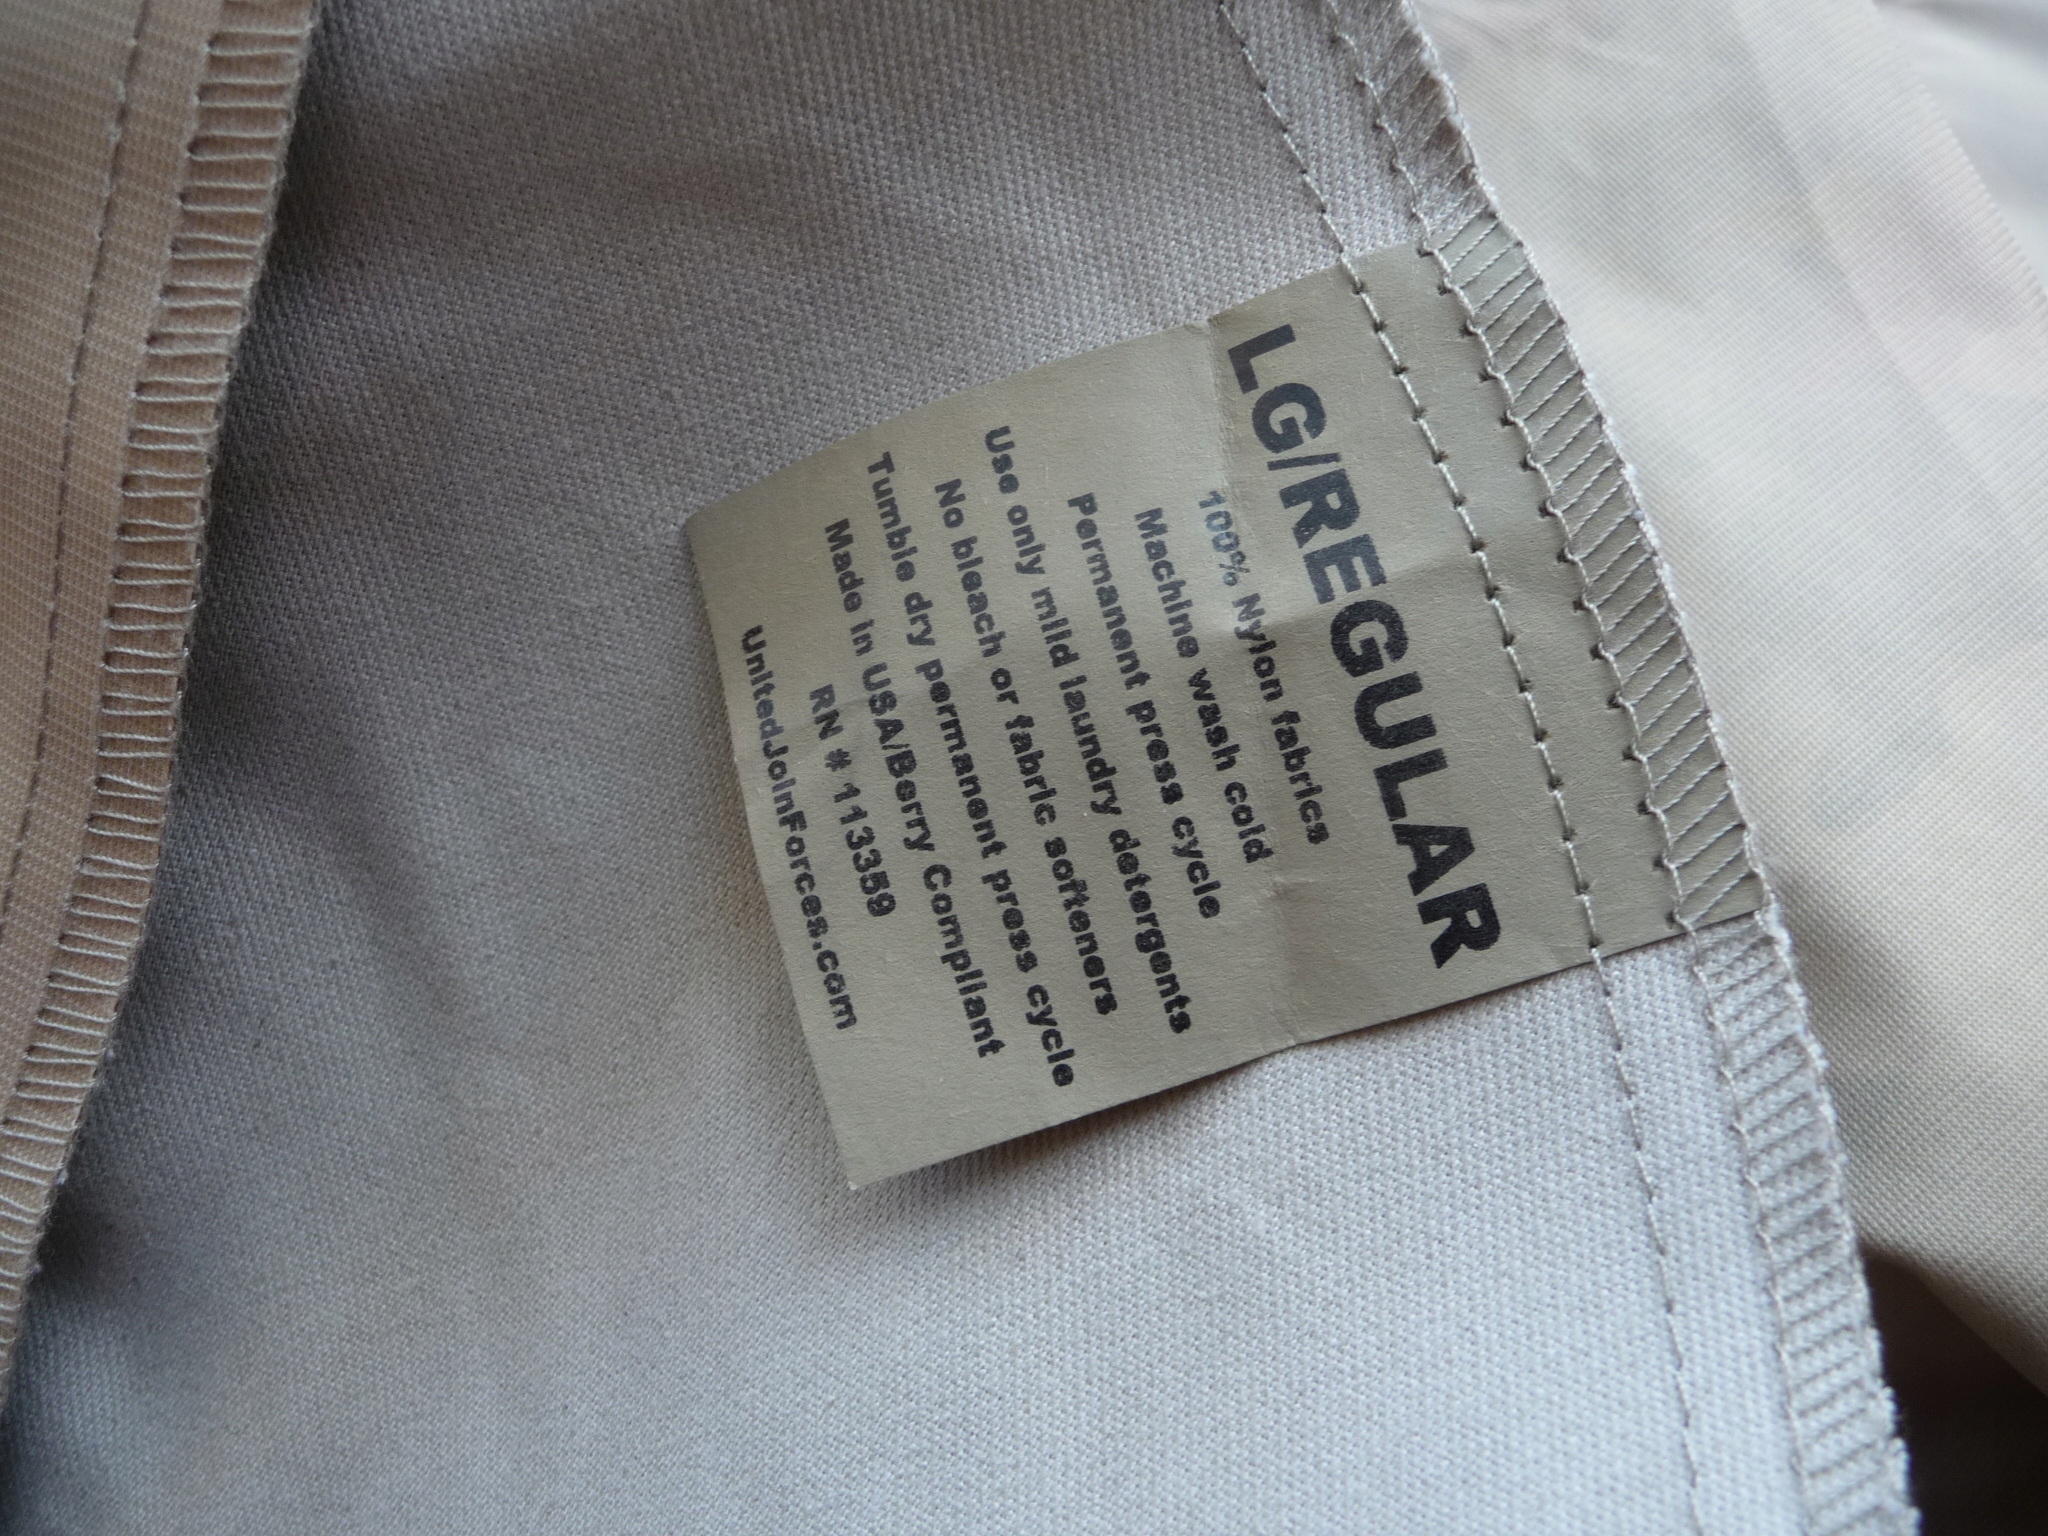 LG/REGULAR
100% Nylon fabrics
Machine wash cold
Permanent press cycle
Use only mild laundry detergents
No bleach or fabric softeners
Tumble dry permanent press cycle
Made in USA/Berry Compliant
RN # 113359
UnitedJoinForces.com